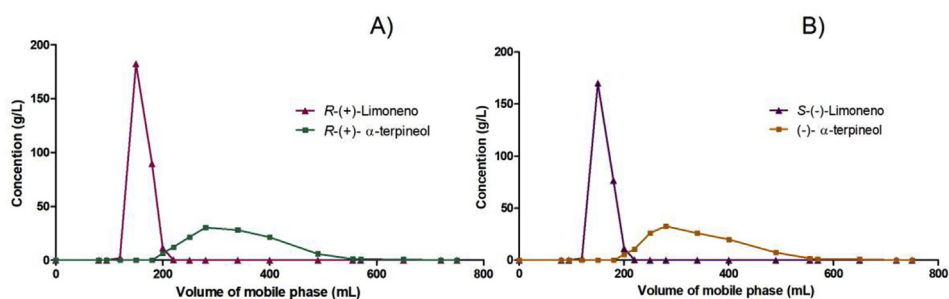 A)
200
150
100
50
0
Concention (g/L)
R-(+)-Limoneno
R-(+)- α-terpineol
0
200
400
600
800
Volume of mobile phase (mL)
B)
200
150
100
50
0
Concention (g/L)
S-(-)-Limoneno
(-)- α-terpineol
0
200
400
600
800
Volume of mobile phase (mL)